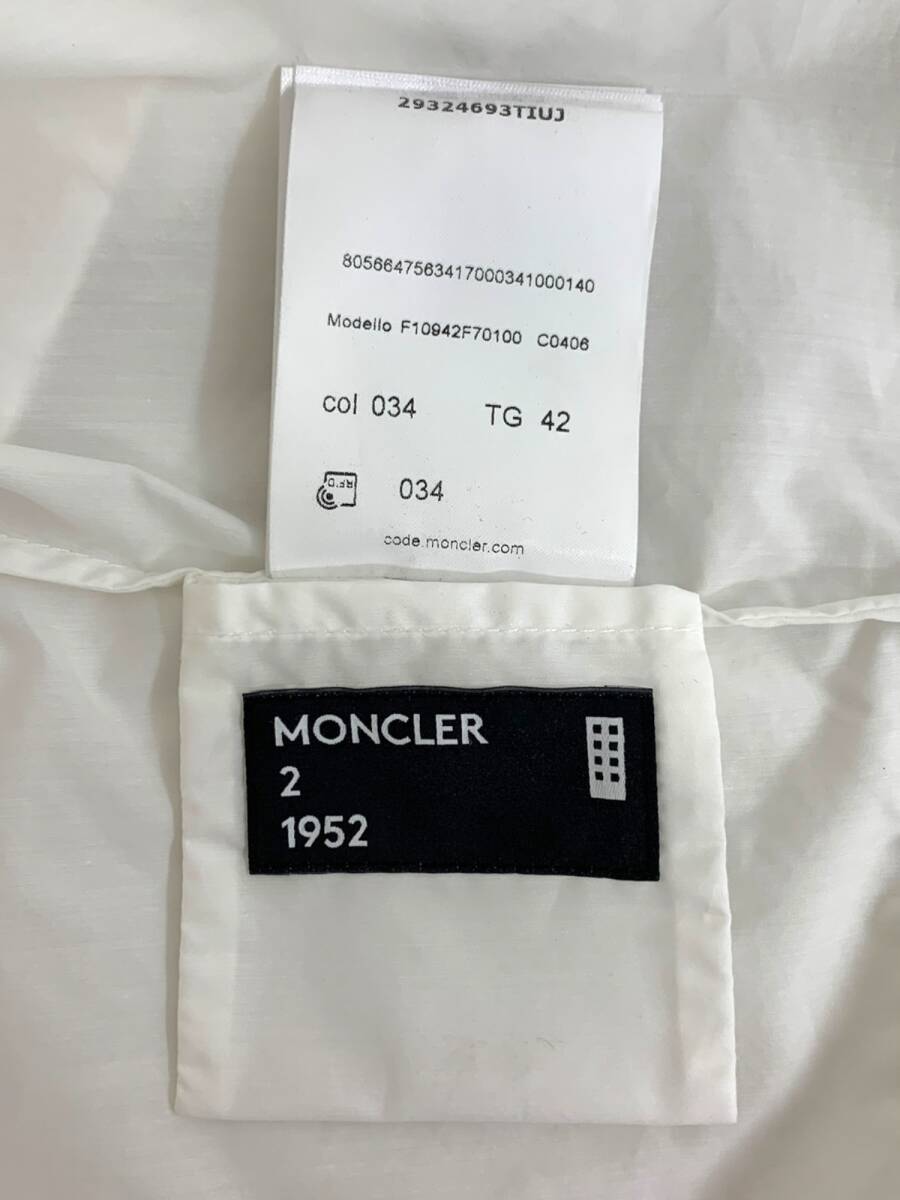 29324693TIUJ
8056647563417000341000140
Modello F10942F70100 C0406
col 034 TG 42
RFID 034
code.moncler.com
MONCLER
2
1952